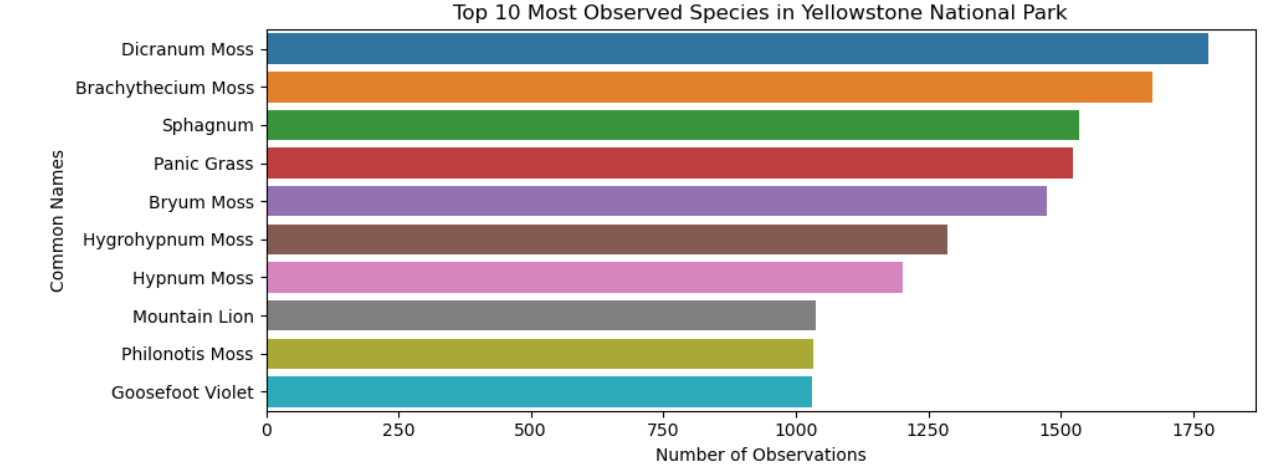 Top 10 Most Observed Species in Yellowstone National Park
Common Names
Dicranum Moss
Brachythecium Moss
Sphagnum
Panic Grass
Bryum Moss
Hygrohypnum Moss
Hypnum Moss
Mountain Lion
Philonotis Moss
Goosefoot Violet
0 250 500 750 1000 1250 1500 1750
Number of Observations